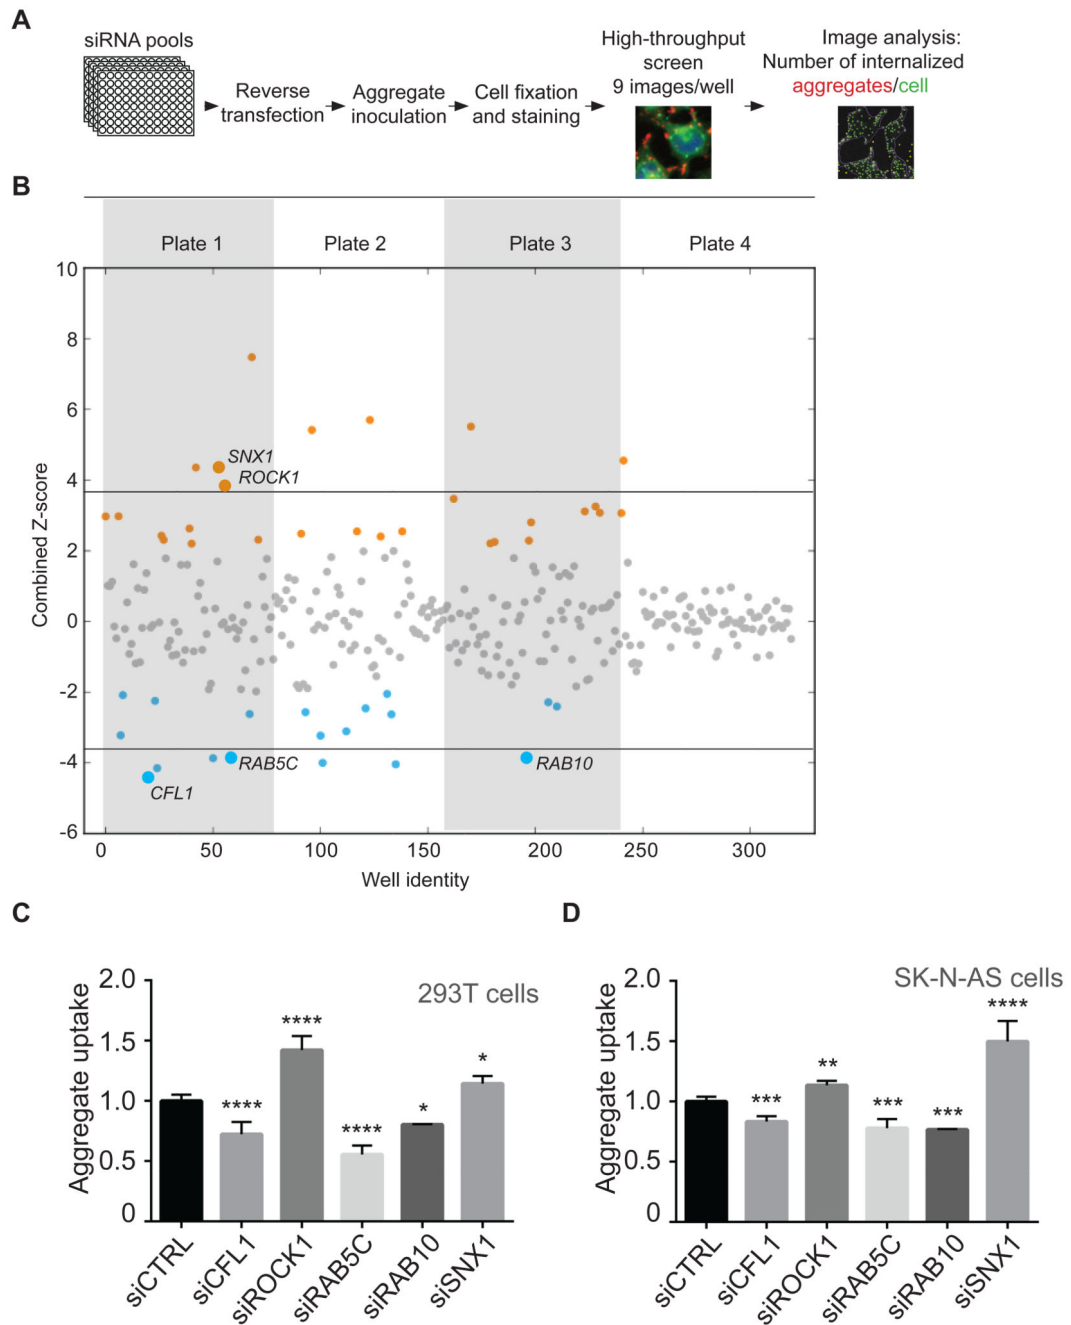 A
siRNA pools
Reverse
transfection
Aggregate
inoculation
Cell fixation
and staining
High-throughput
screen
9 images/well
Image analysis:
Number of internalized
aggregates/cell
B
Plate 1 Plate 2 Plate 3 Plate 4
10
8
6
4
2
0
-2
-4
-6
Combined Z-score
SNX1
ROCK1
RAB5C
CFL1
RAB10
0 50 100 150 200 250 300
Well identity
C
293T cells
Aggregate uptake
2.0
1.5
1.0
0.5
0
**** **** **** * *
siCTRL siCFL1 siROCK1 siRAB5C siRAB10 siSNX1
D
SK-N-AS cells
Aggregate uptake
2.0
1.5
1.0
0.5
0
*** ** *** *** ****
siCTRL siCFL1 siROCK1 siRAB5C siRAB10 siSNX1